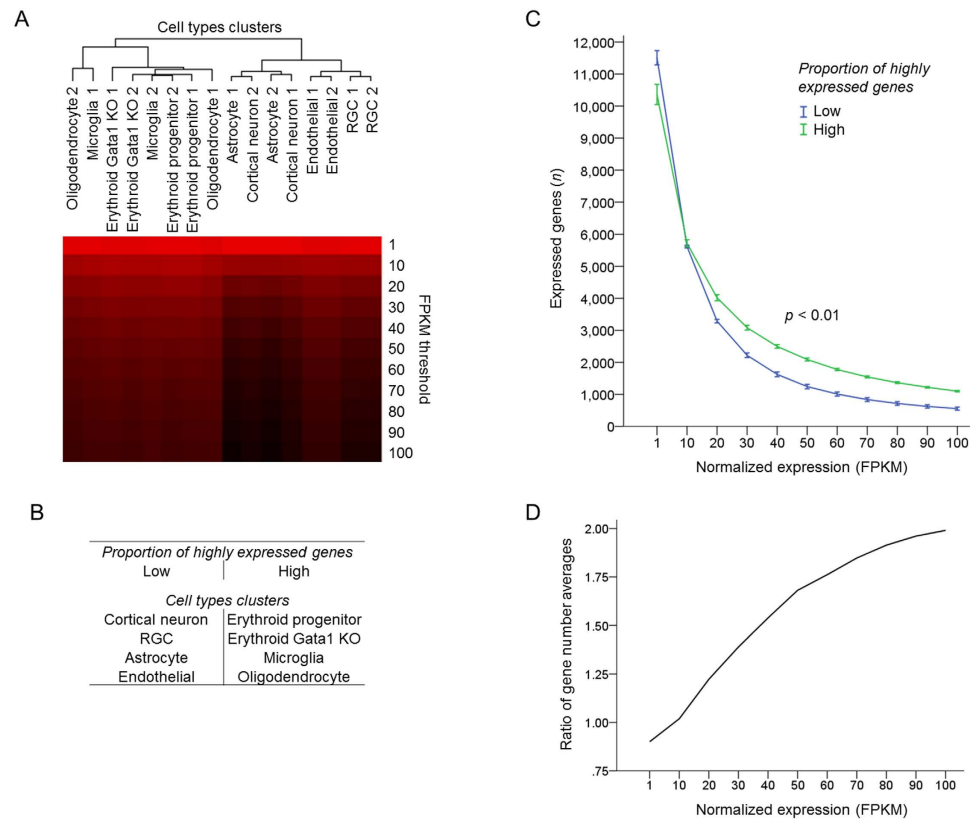 A
Cell types clusters
Oligodendrocyte 2
Microglia 1
Erythroid Gata1 KO 1
Erythroid Gata1 KO 2
Microglia 2
Erythroid progenitor 2
Erythroid progenitor 1
Oligodendrocyte 1
Astrocyte 1
Cortical neuron 2
Astrocyte 2
Cortical neuron 1
Endothelial 1
Endothelial 2
RGC 1
RGC 2
1
10
20
30
40
50
60
70
80
90
100
FPKM threshold
B
Proportion of highly expressed genes
Low High
Cell types clusters
Cortical neuron Erythroid progenitor
RGC Erythroid Gata1 KO
Astrocyte Microglia
Endothelial Oligodendrocyte
C
Expressed genes (n)
12,000
11,000
10,000
9,000
8,000
7,000
6,000
5,000
4,000
3,000
2,000
1,000
0
Proportion of highly
expressed genes
Low
High
p < 0.01
1 10 20 30 40 50 60 70 80 90 100
Normalized expression (FPKM)
D
Ratio of gene number averages
2.00
1.75
1.50
1.25
1.00
.75
1 10 20 30 40 50 60 70 80 90 100
Normalized expression (FPKM)